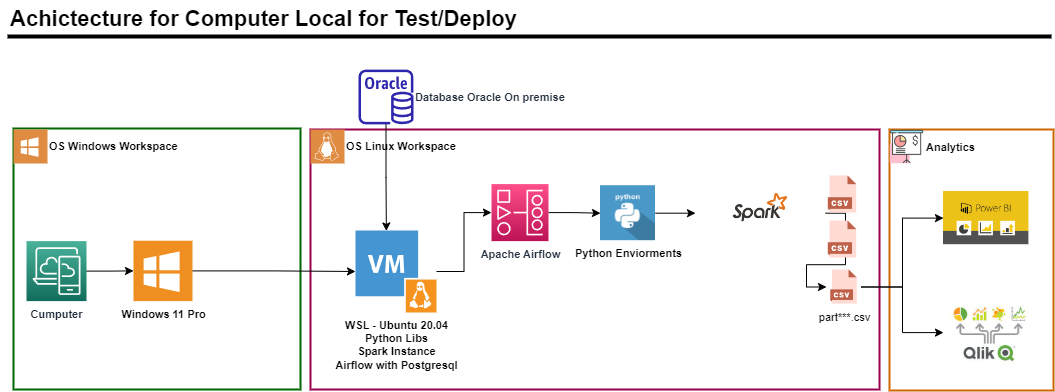 Achictecture for Computer Local for Test/Deploy
Oracle
Database Oracle On premise
OS Windows Workspace
OS Linux Workspace
$
Analytics
Cumputer
Windows 11 Pro
VM
WSL - Ubuntu 20.04
Python Libs
Spark Instance
Airflow with Postgresql
Apache Airflow
python
Python Enviorments
Spark
CSV
CSV
CSV
part***.csv
Power BI
Qlik